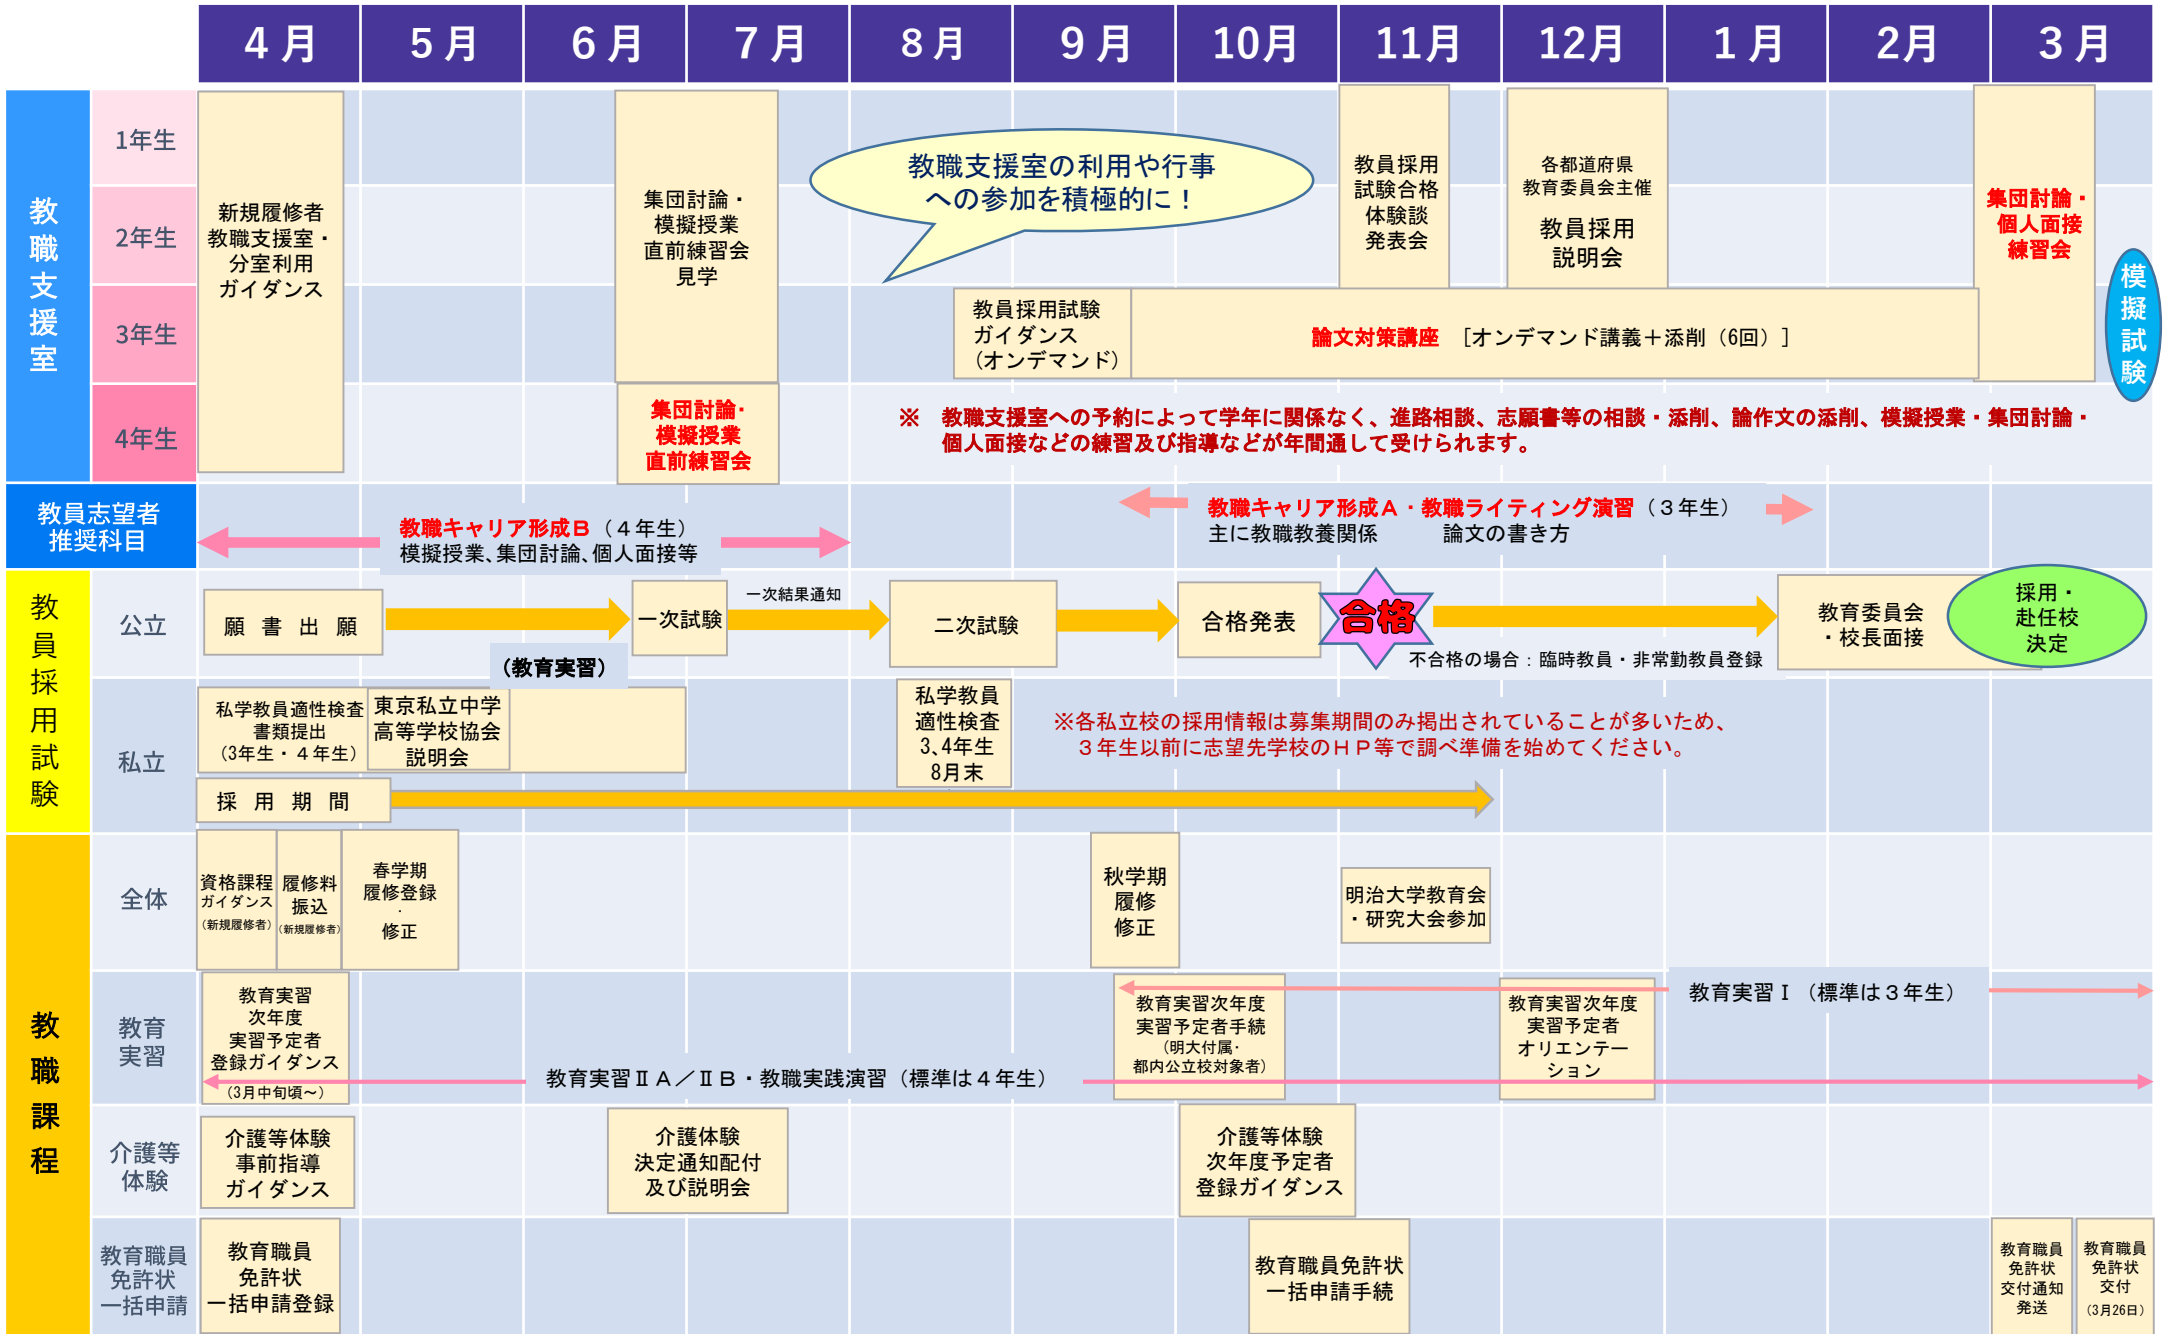 4月 5月 6月 7月 8月 9月 10月 11月 12月 1月 2月 3月
教職支援室
1年生
2年生
3年生
4年生
新規履修者
教職支援室・
分室利用
ガイダンス
集団討論・
模擬授業
直前練習会
見学
集団討論・
模擬授業
直前練習会
教職支援室の利用や行事
への参加を積極的に！
教員採用
試験合格
体験談
発表会
各都道府県
教育委員会主催
教員採用
説明会
集団討論・
個人面接
練習会
模擬試験
教員採用試験
ガイダンス
（オンデマンド）
論文対策講座 ［オンデマンド講義＋添削（6回）］
※ 教職支援室への予約によって学年に関係なく、進路相談、志願書等の相談・添削、論作文の添削、模擬授業・集団討論・
個人面接などの練習及び指導などが年間通して受けられます。
教員志望者
推奨科目
教職キャリア形成Ｂ（４年生）
模擬授業、集団討論、個人面接等
教職キャリア形成Ａ・教職ライティング演習（３年生）
主に教職教養関係 論文の書き方
教員採用試験
公立
願書出願
（教育実習）
一次試験
一次結果通知
二次試験
合格発表
合格
不合格の場合：臨時教員・非常勤教員登録
教育委員会
・校長面接
採用・
赴任校
決定
私立
私学教員適性検査
書類提出
（3年生・４年生）
東京私立中学
高等学校協会
説明会
私学教員
適性検査
3、4年生
8月末
※各私立校の採用情報は募集期間のみ掲出されていることが多いため、
３年生以前に志望先学校のＨＰ等で調べ準備を始めてください。
採用期間
教職課程
全体
資格課程
ガイダンス
（新規履修者）
履修料
振込
（新規履修者）
春学期
履修登録
・
修正
秋学期
履修
修正
明治大学教育会
・研究大会参加
教育
実習
教育実習
次年度
実習予定者
登録ガイダンス
（3月中旬頃～）
教育実習ⅡＡ／ⅡＢ・教職実践演習（標準は４年生）
教育実習次年度
実習予定者手続
（明大付属・
都内公立校対象者）
教育実習次年度
実習予定者
オリエンテー
ション
教育実習Ⅰ（標準は３年生）
介護等
体験
介護等体験
事前指導
ガイダンス
介護体験
決定通知配付
及び説明会
介護等体験
次年度予定者
登録ガイダンス
教育職員
免許状
一括申請
教育職員
免許状
一括申請登録
教育職員免許状
一括申請手続
教育職員
免許状
交付通知
発送
教育職員
免許状
交付
（3月26日）